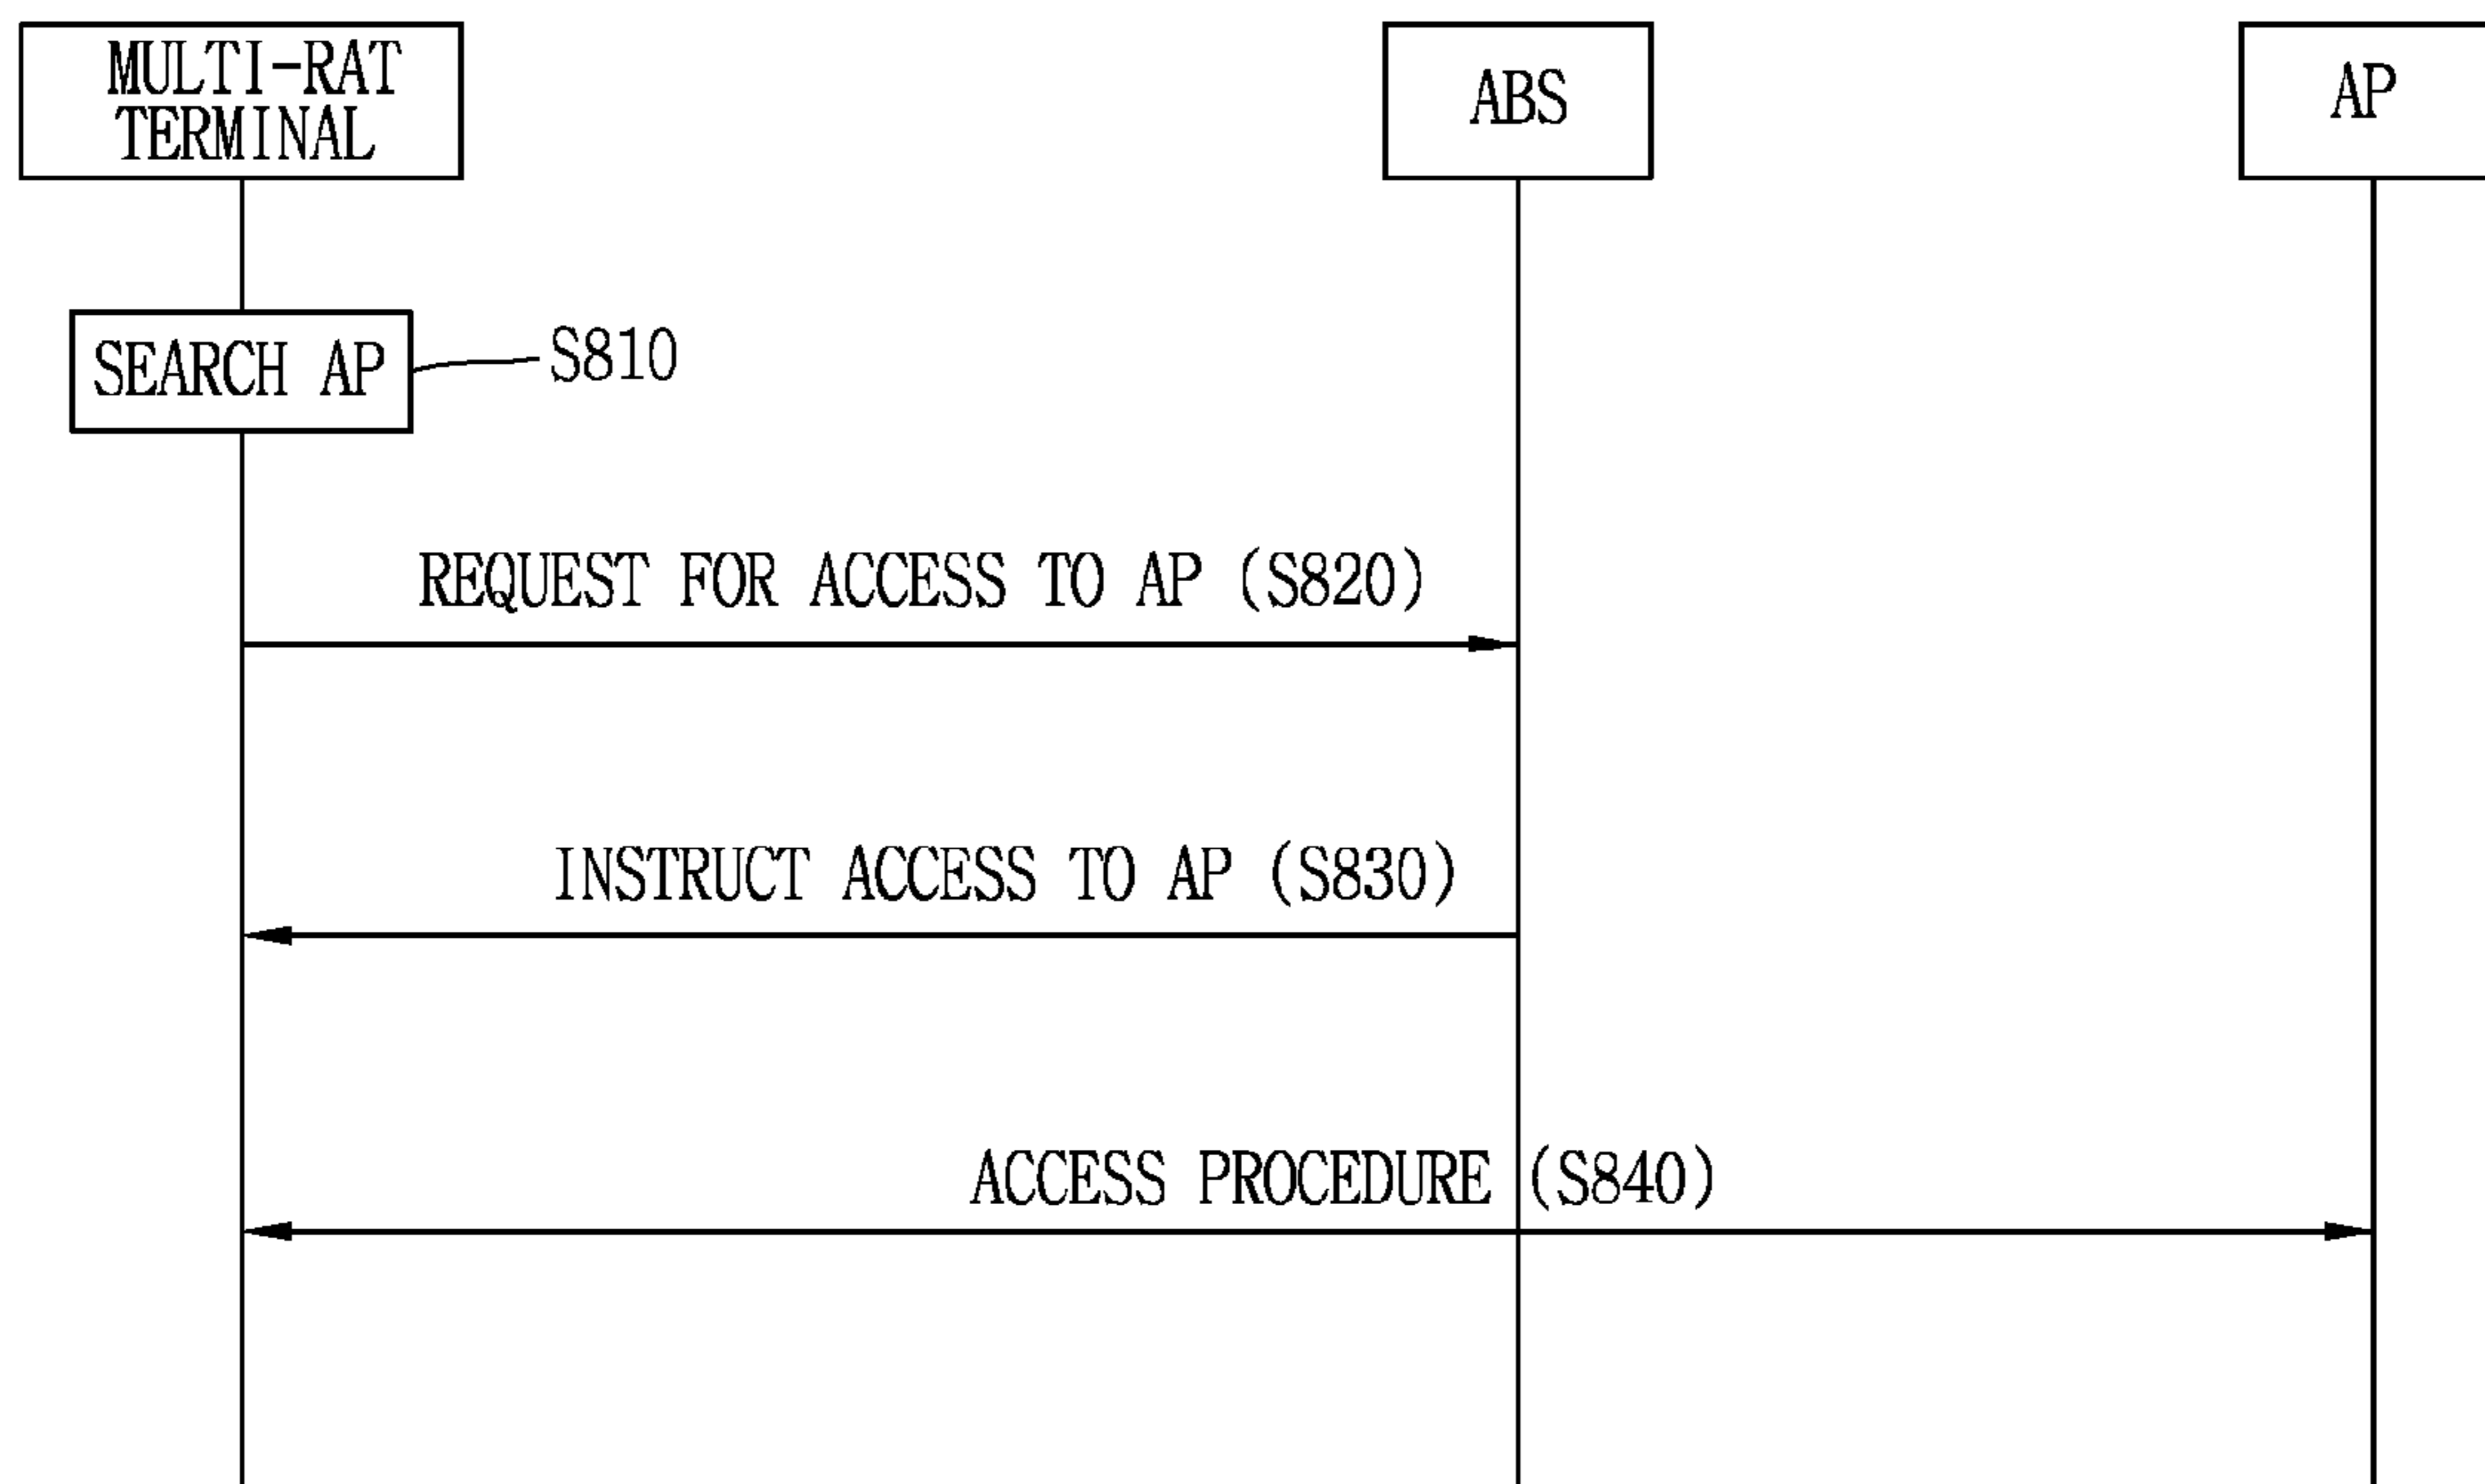 MULTI-RAT
TERMINAL
ABS
AP
SEARCH AP
S810
REQUEST FOR ACCESS TO AP (S820)
INSTRUCT ACCESS TO AP (S830)
ACCESS PROCEDURE (S840)